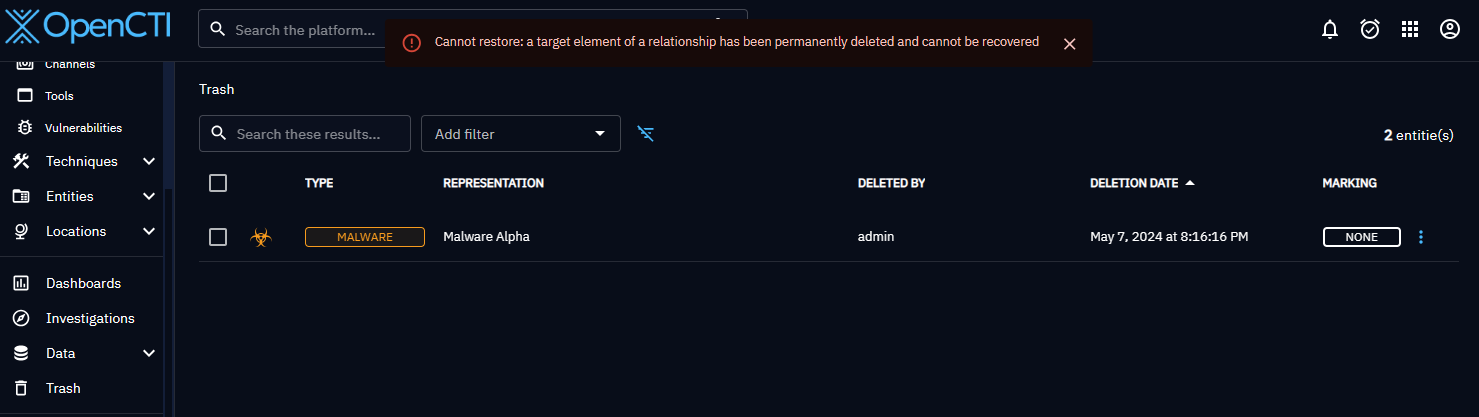 OpenCTI
Search the platform...
Cannot restore: a target element of a relationship has been permanently deleted and cannot be recovered
Channels
Tools
Vulnerabilities
Techniques
Entities
Locations
Dashboards
Investigations
Data
Trash
Trash
Search these results...
Add filter
2 entitie(s)
TYPE REPRESENTATION DELETED BY DELETION DATE MARKING
MALWARE Malware Alpha admin May 7, 2024 at 8:16:16 PM NONE